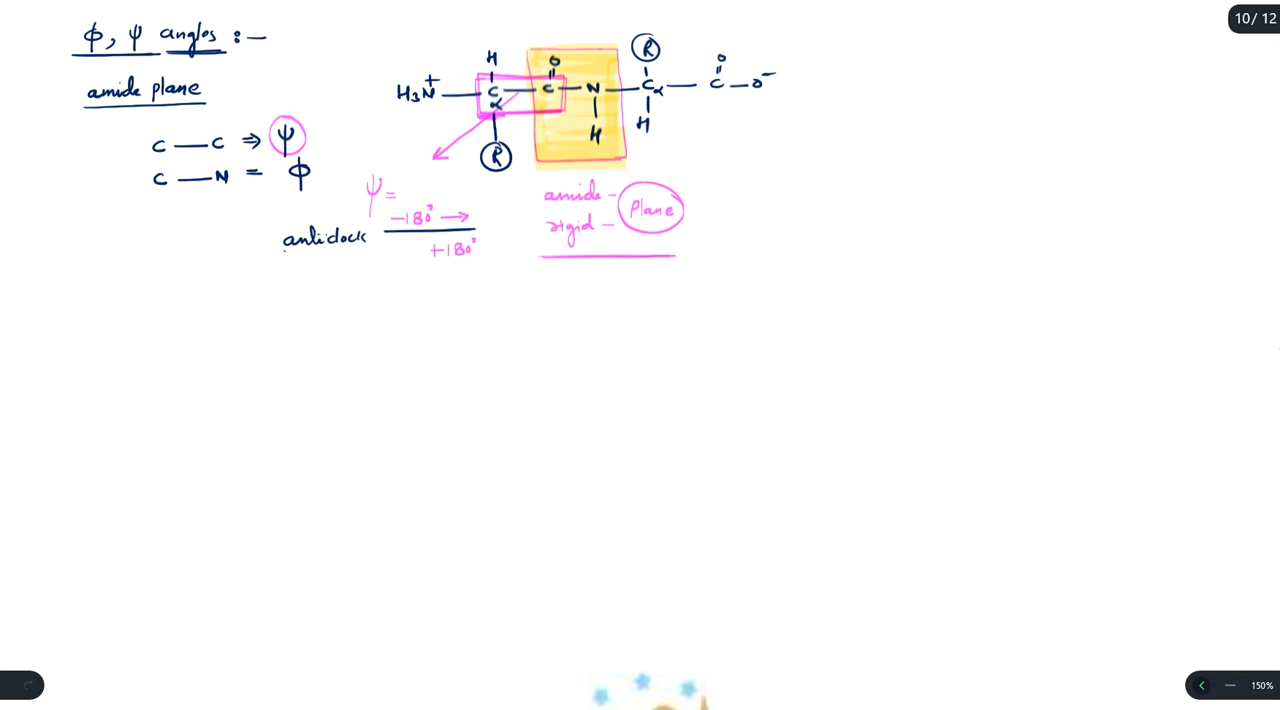 10/ 12
ϕ, ψ angles :-
amide plane
C — C ⇒ ψ
C — N = ϕ
H O R O
H₃N⁺ — C — C — N — Cα — C — O⁻
α H H
R
ψ =
-180° →
anticlock
+180°
amide - Plane
rigid -
150%